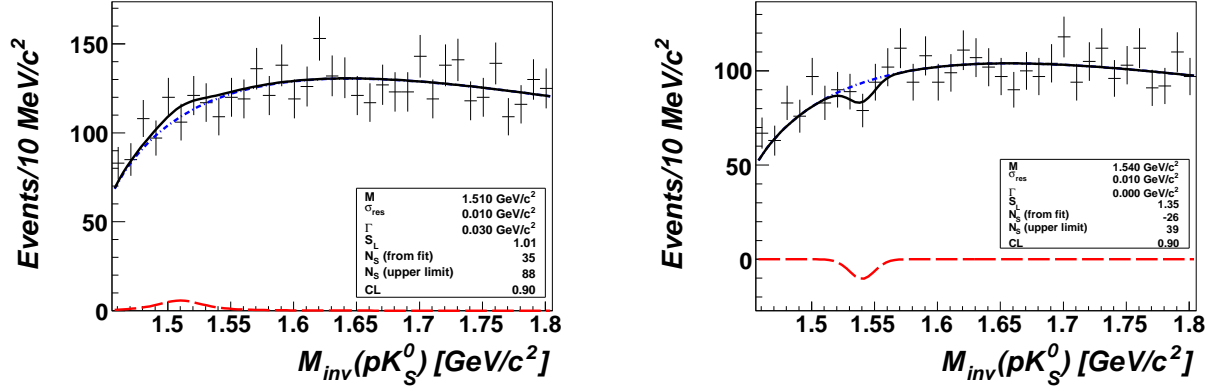 Events/10 MeV/c²
150
100
50
0
M 1.510 GeV/c²
σres 0.010 GeV/c²
Γ 0.030 GeV/c²
S_L 1.01
N_S (from fit) 35
N_S (upper limit) 88
CL 0.90
1.5 1.55 1.6 1.65 1.7 1.75 1.8
M_inv(pK⁰_S) [GeV/c²]
Events/10 MeV/c²
100
50
0
M 1.540 GeV/c²
σres 0.010 GeV/c²
Γ 0.000 GeV/c²
S_L 1.35
N_S (from fit) -26
N_S (upper limit) 39
CL 0.90
1.5 1.55 1.6 1.65 1.7 1.75 1.8
M_inv(pK⁰_S) [GeV/c²]